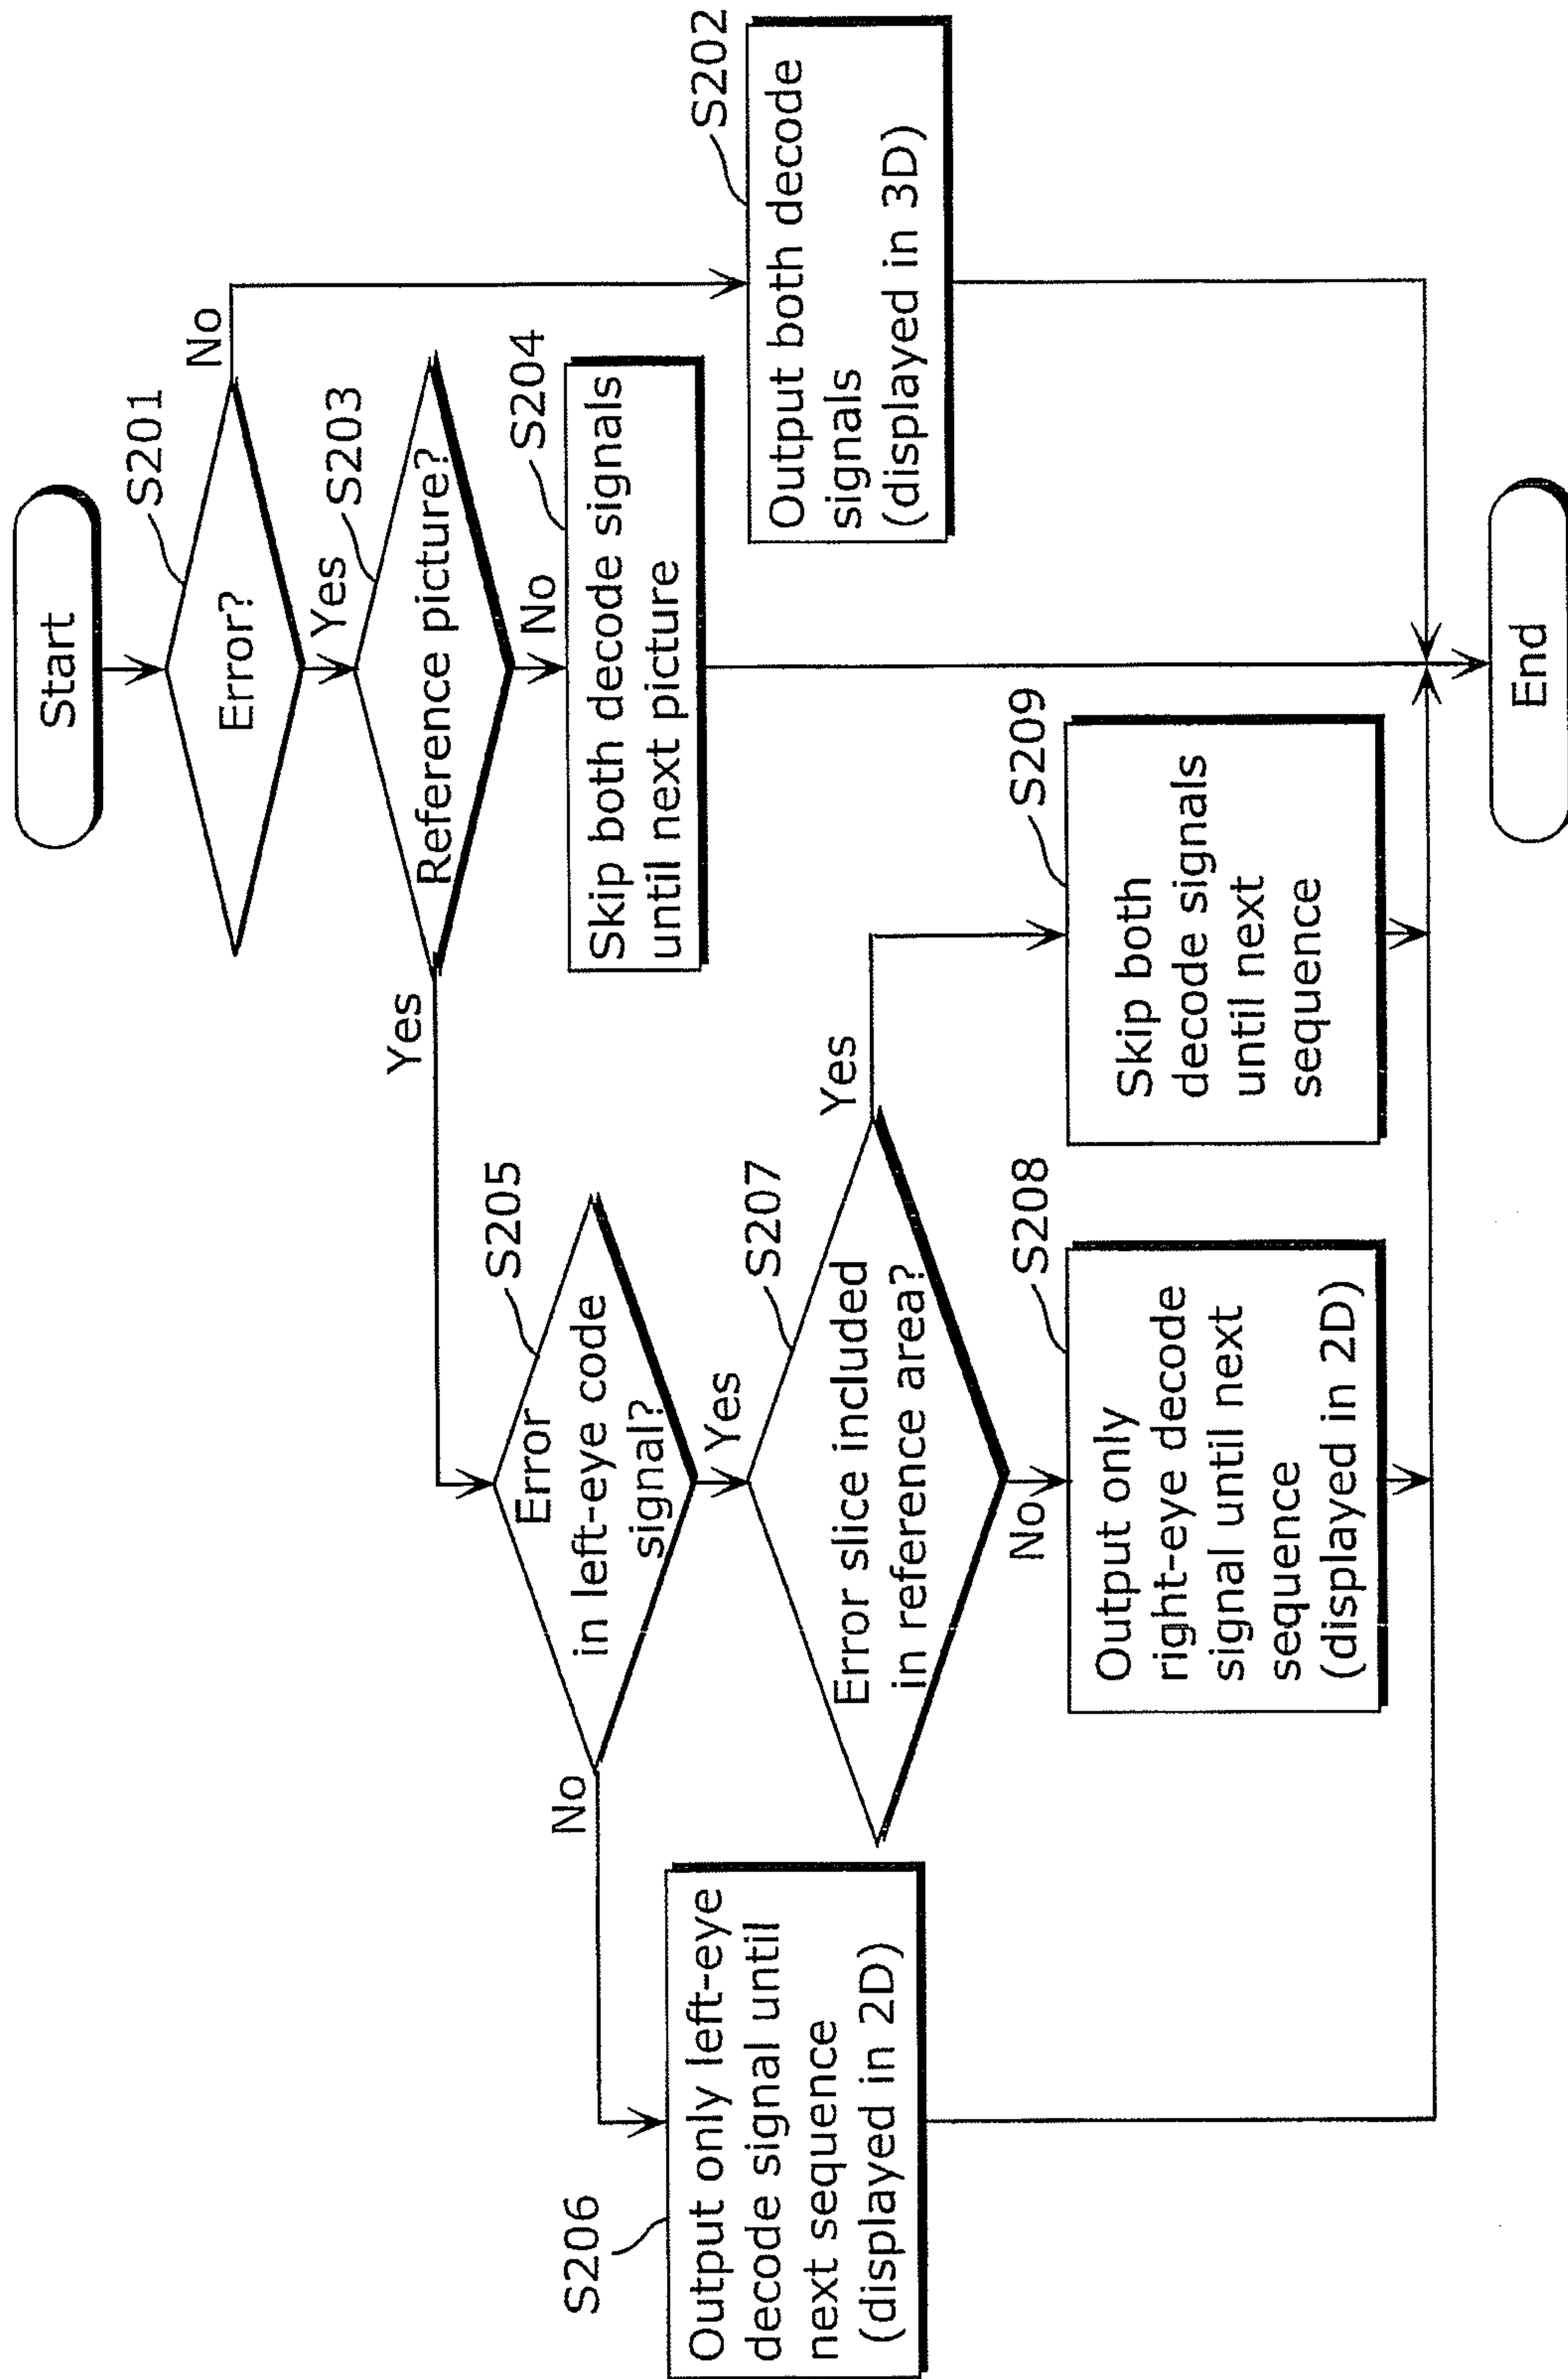 Start
S201
Error?
No
Yes
S203
Reference picture?
Yes
No
S204
Skip both decode signals
until next picture
S202
Output both decode
signals
(displayed in 3D)
S205
Error
in left-eye code
signal?
No
Yes
S206
Output only left-eye
decode signal until
next sequence
(displayed in 2D)
S207
Error slice included
in reference area?
Yes
No
S208
Output only
right-eye decode
signal until next
sequence
(displayed in 2D)
S209
Skip both
decode signals
until next
sequence
End